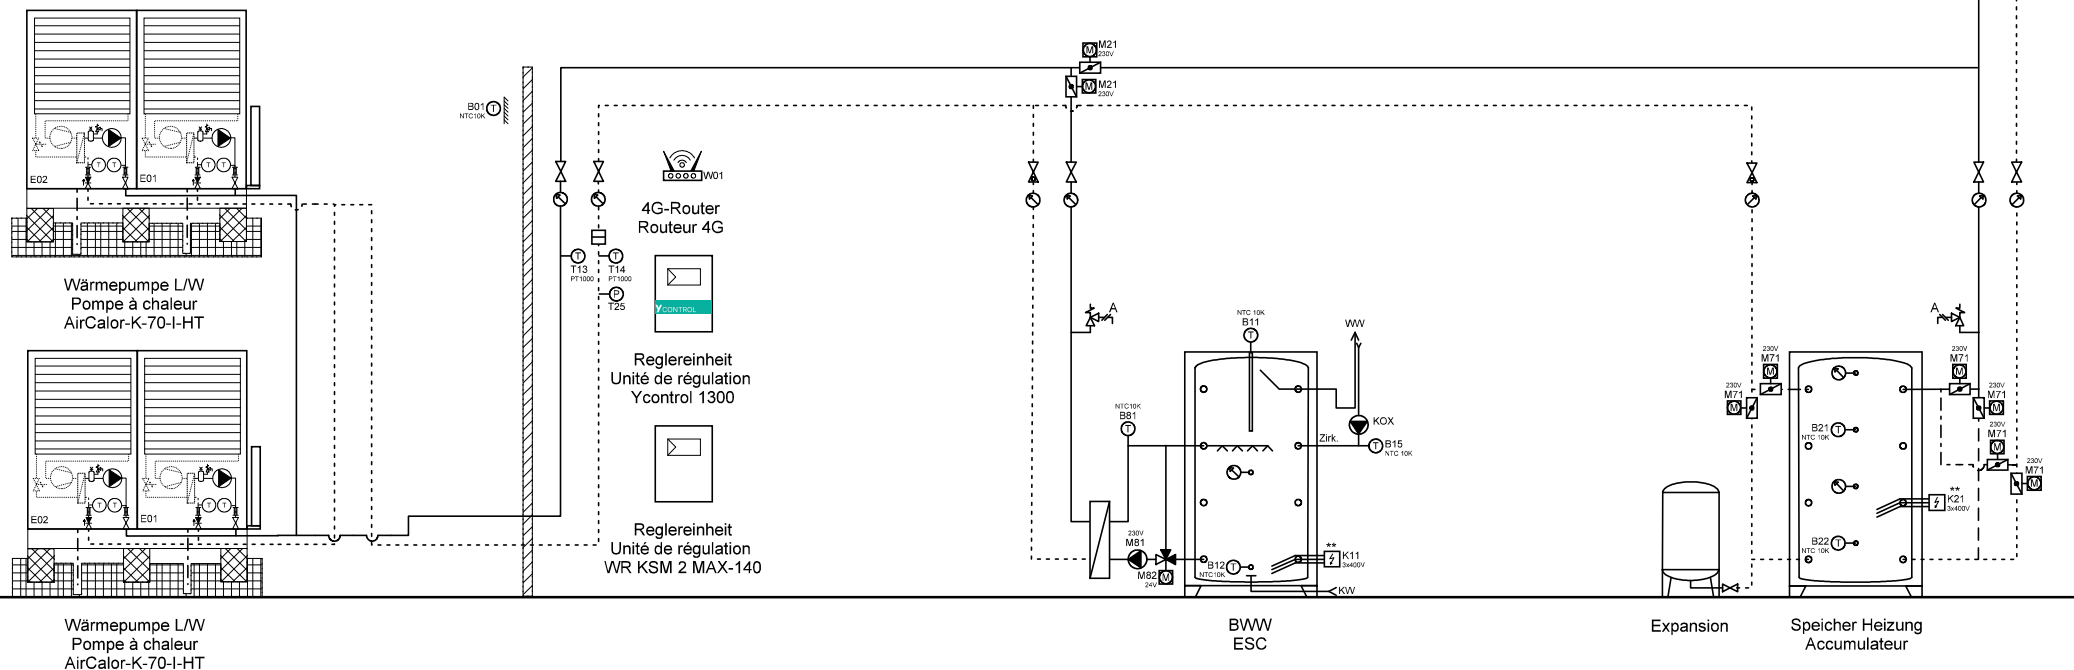 M21
230V
M21
230V
B01 T
NTC10K
E02
E01
T T T T
W01
4G-Router
Routeur 4G
T
T13
PT1000
T
T14
PT1000
P
T25
Wärmepumpe L/W
Pompe à chaleur
AirCalor-K-70-I-HT
YCONTROL
Reglereinheit
Unité de régulation
Ycontrol 1300
Reglereinheit
Unité de régulation
WR KSM 2 MAX-140
E02
E01
T T T T
Wärmepumpe L/W
Pompe à chaleur
AirCalor-K-70-I-HT
A
NTC 10K
B11
T
WW
KOX
Zirk.
T B15
NTC 10K
NTC10K
B81
T
230V
M81
M82
24V
M
B12 T
NTC10K
**
K11
3x400V
KW
BWW
ESC
A
230V
M71
M
230V
M71
M
230V
M71
M
230V
M71
M
230V
M71
M
230V
M71
M
B21 T
NTC 10K
**
K21
3x400V
B22 T
NTC 10K
Expansion
Speicher Heizung
Accumulateur